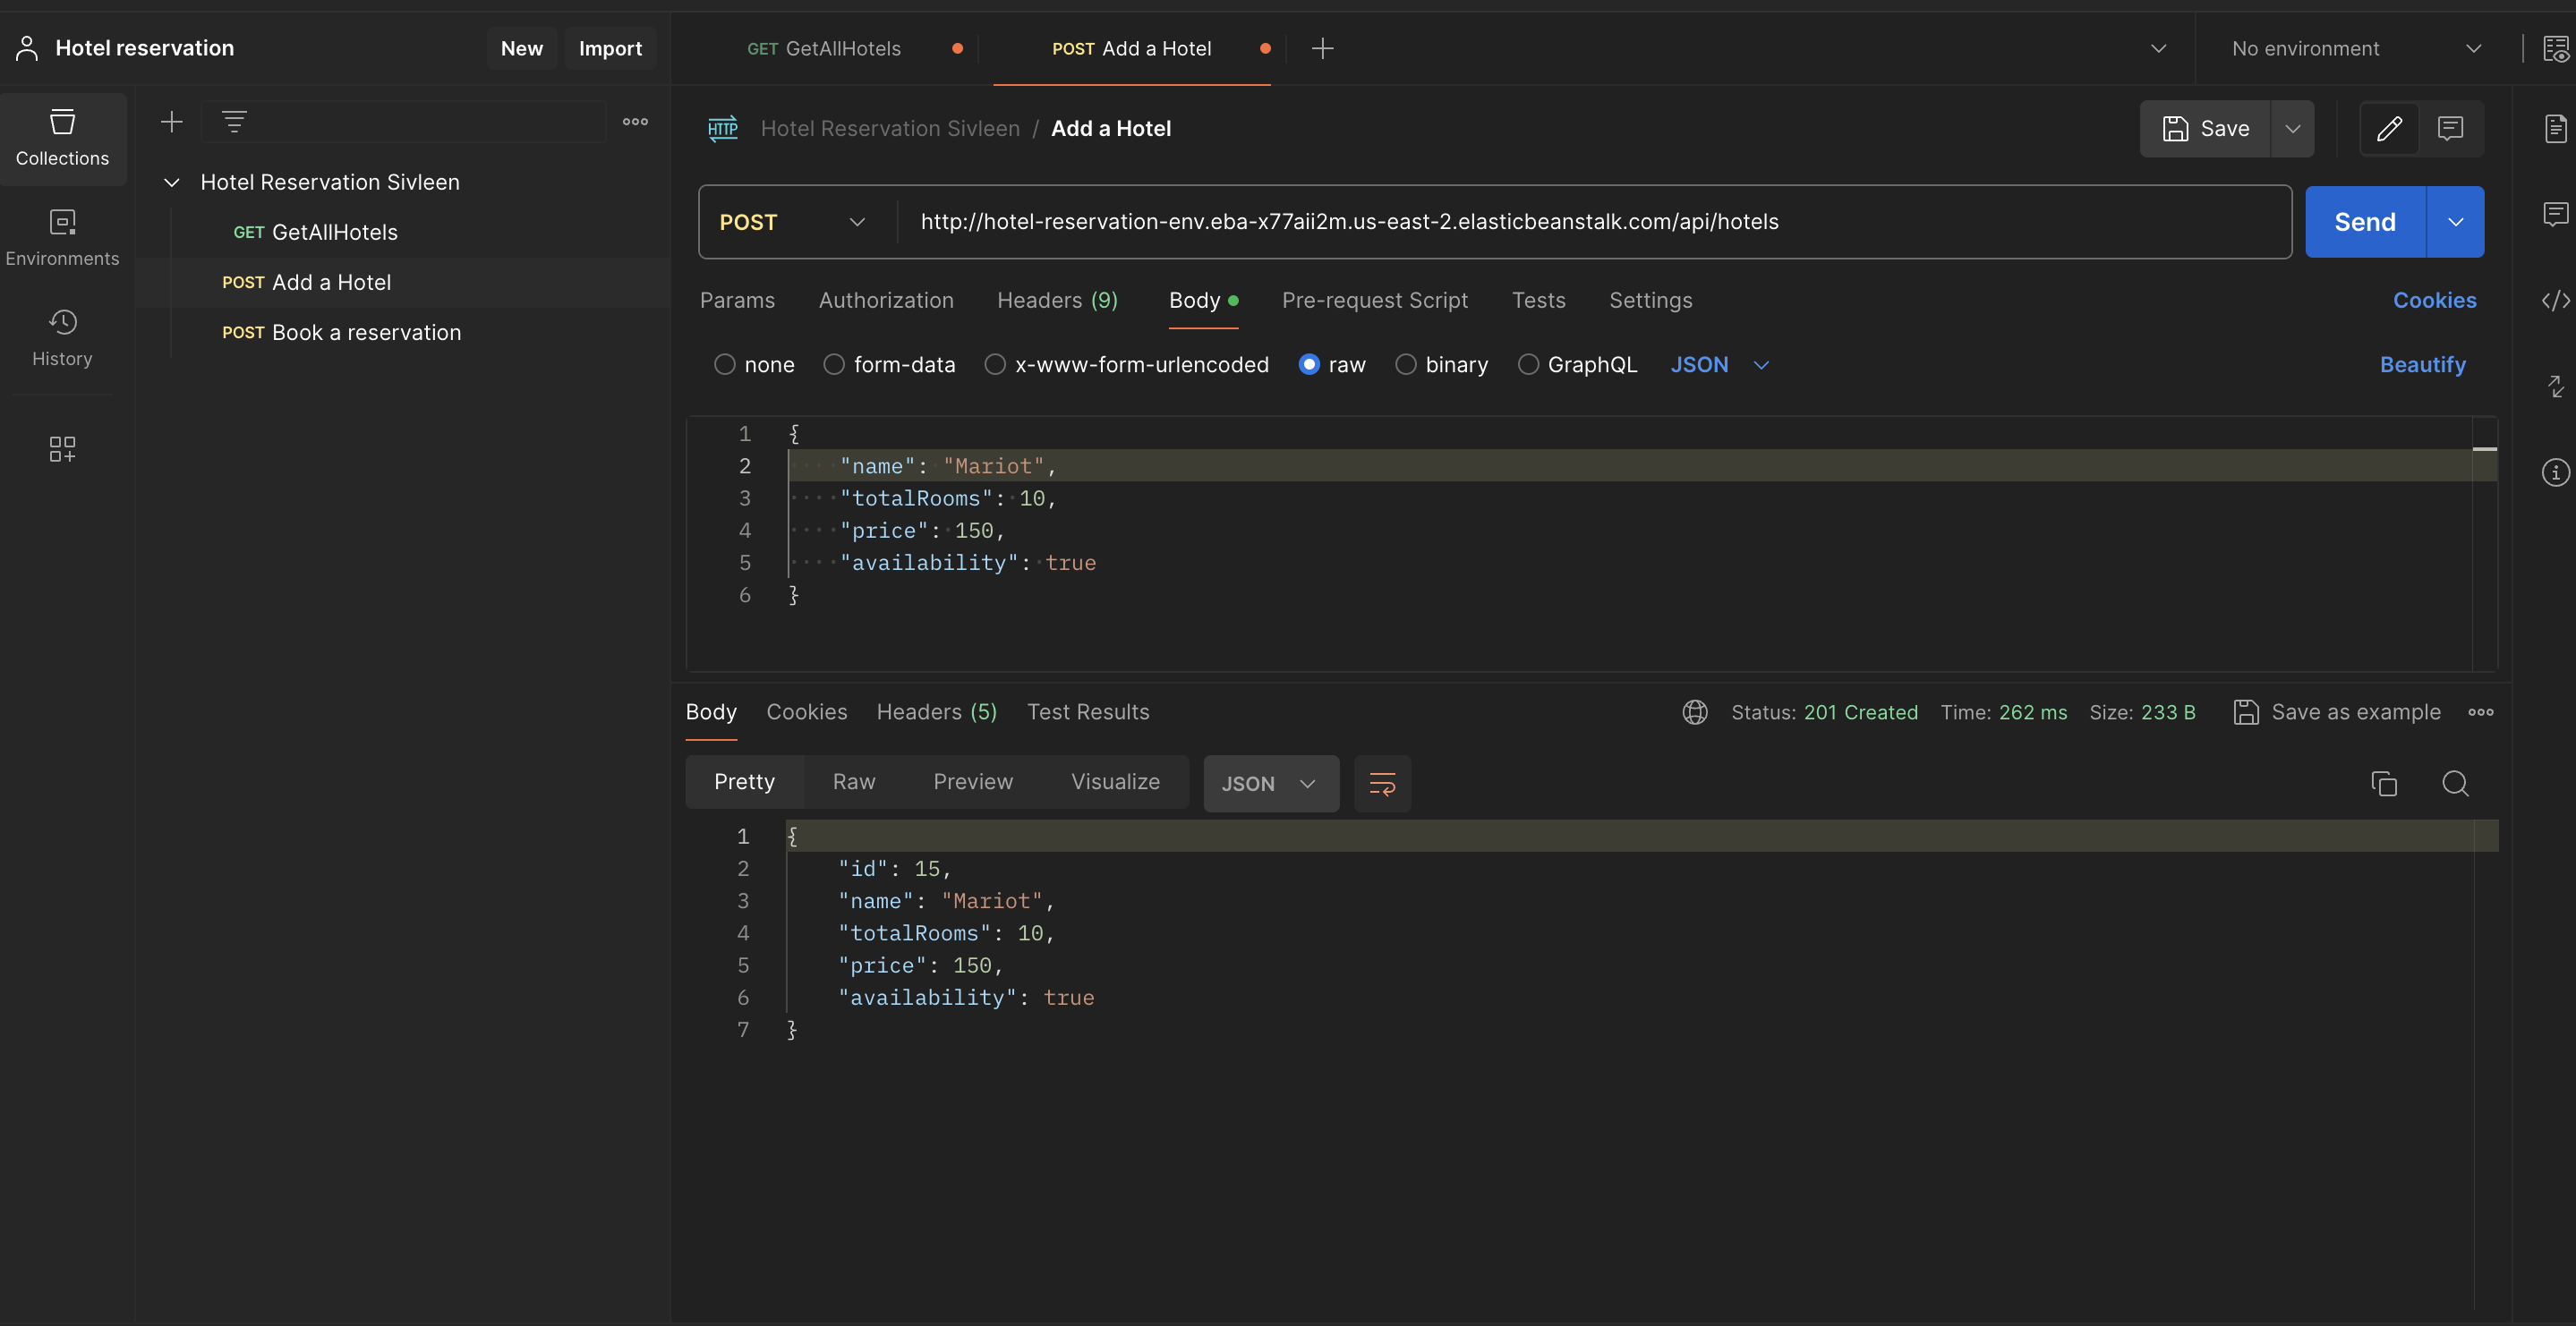 Hotel reservation
New
Import
GET GetAllHotels
POST Add a Hotel
No environment
Collections
Environments
History
Hotel Reservation Sivleen
GET GetAllHotels
POST Add a Hotel
POST Book a reservation
HTTP Hotel Reservation Sivleen / Add a Hotel
Save
POST http://hotel-reservation-env.eba-x77aii2m.us-east-2.elasticbeanstalk.com/api/hotels
Send
Params Authorization Headers (9) Body Pre-request Script Tests Settings Cookies
none form-data x-www-form-urlencoded raw binary GraphQL JSON Beautify
1 {
2 "name": "Mariot",
3 "totalRooms": 10,
4 "price": 150,
5 "availability": true
6 }
Body Cookies Headers (5) Test Results Status: 201 Created Time: 262 ms Size: 233 B Save as example
Pretty Raw Preview Visualize JSON
1 {
2 "id": 15,
3 "name": "Mariot",
4 "totalRooms": 10,
5 "price": 150,
6 "availability": true
7 }